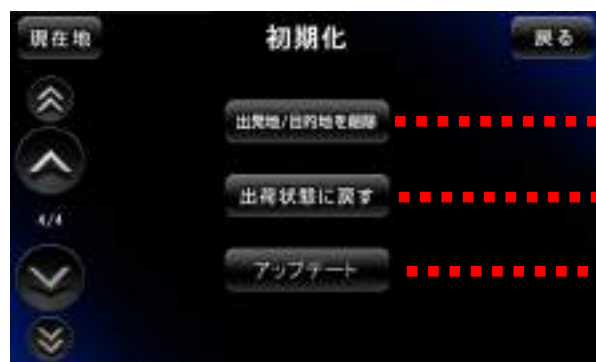 現在地
初期化
戻る
出発地/目的地を削除
出荷状態に戻す
4/4
アップデート